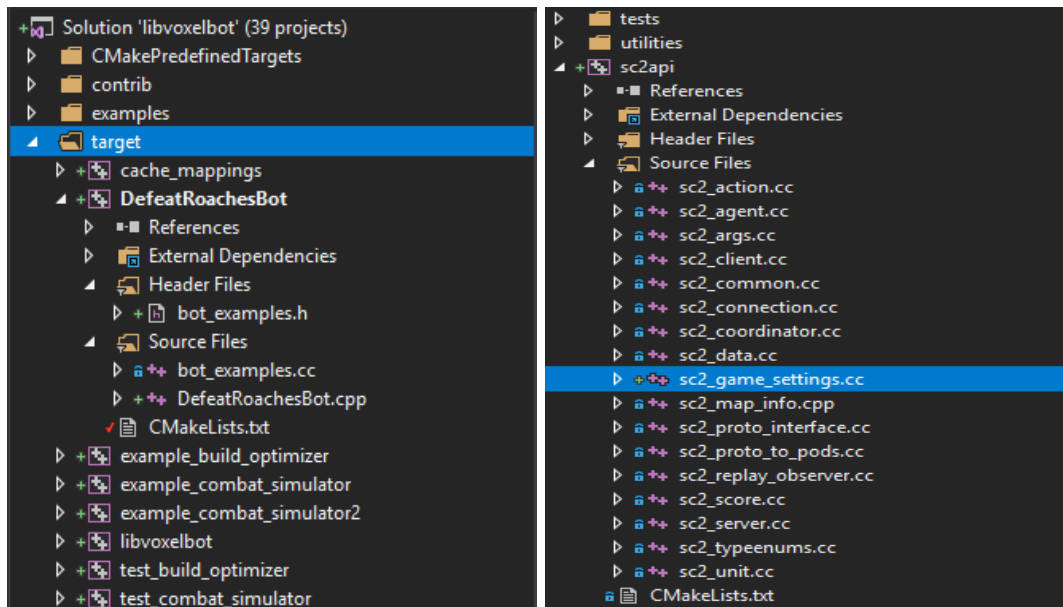 Solution 'libvoxelbot' (39 projects)
CMakePredefinedTargets
contrib
examples
target
cache_mappings
DefeatRoachesBot
References
External Dependencies
Header Files
bot_examples.h
Source Files
bot_examples.cc
DefeatRoachesBot.cpp
CMakeLists.txt
example_build_optimizer
example_combat_simulator
example_combat_simulator2
libvoxelbot
test_build_optimizer
test_combat_simulator
tests
utilities
sc2api
References
External Dependencies
Header Files
Source Files
sc2_action.cc
sc2_agent.cc
sc2_args.cc
sc2_client.cc
sc2_common.cc
sc2_connection.cc
sc2_coordinator.cc
sc2_data.cc
sc2_game_settings.cc
sc2_map_info.cpp
sc2_proto_interface.cc
sc2_proto_to_pods.cc
sc2_replay_observer.cc
sc2_score.cc
sc2_server.cc
sc2_typeenums.cc
sc2_unit.cc
CMakeLists.txt